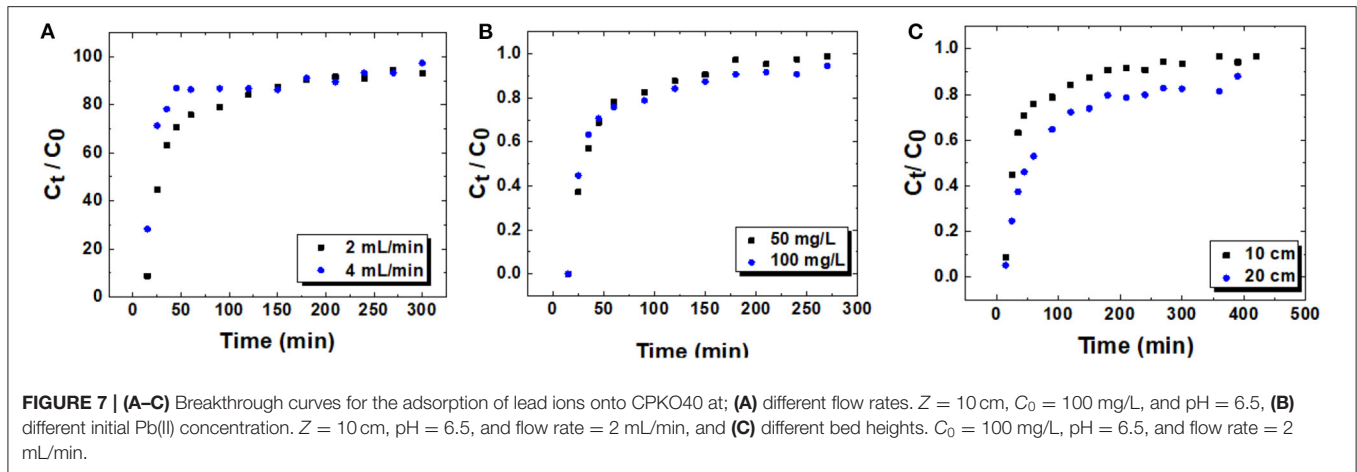 A
100
80
60
40
20
0
Ct / C0
0 50 100 150 200 250 300 350
Time (min)
2 mL/min
4 mL/min
B
1.0
0.8
0.6
0.4
0.2
0.0
Ct / C0
0 50 100 150 200 250 300
Time (min)
50 mg/L
100 mg/L
C
1.0
0.8
0.6
0.4
0.2
0.0
Ct/ C0
0 100 200 300 400 500
Time (min)
10 cm
20 cm
FIGURE 7 | (A–C) Breakthrough curves for the adsorption of lead ions onto CPKO40 at; (A) different flow rates. Z = 10 cm, C0 = 100 mg/L, and pH = 6.5, (B)
different initial Pb(II) concentration. Z = 10 cm, pH = 6.5, and flow rate = 2 mL/min, and (C) different bed heights. C0 = 100 mg/L, pH = 6.5, and flow rate = 2
mL/min.